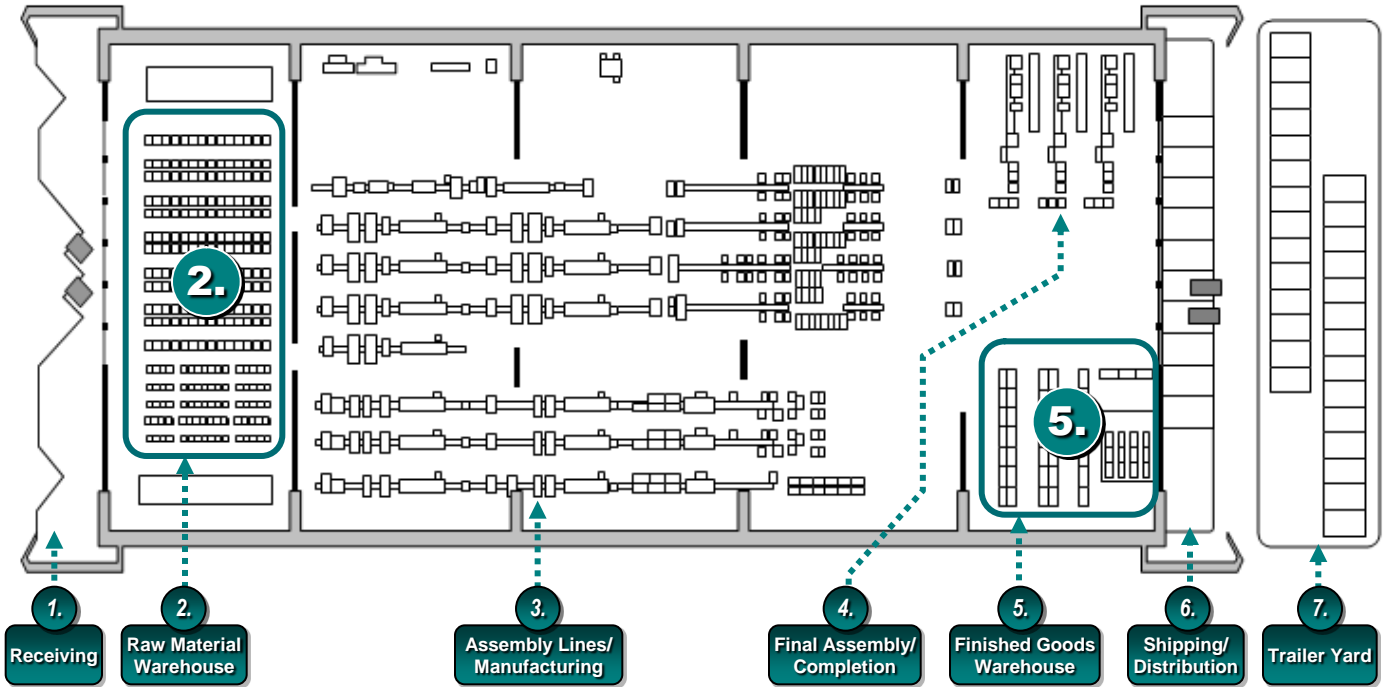 2.
5.
1.
Receiving
2.
Raw Material
Warehouse
3.
Assembly Lines/
Manufacturing
4.
Final Assembly/
Completion
5.
Finished Goods
Warehouse
6.
Shipping/
Distribution
7.
Trailer Yard